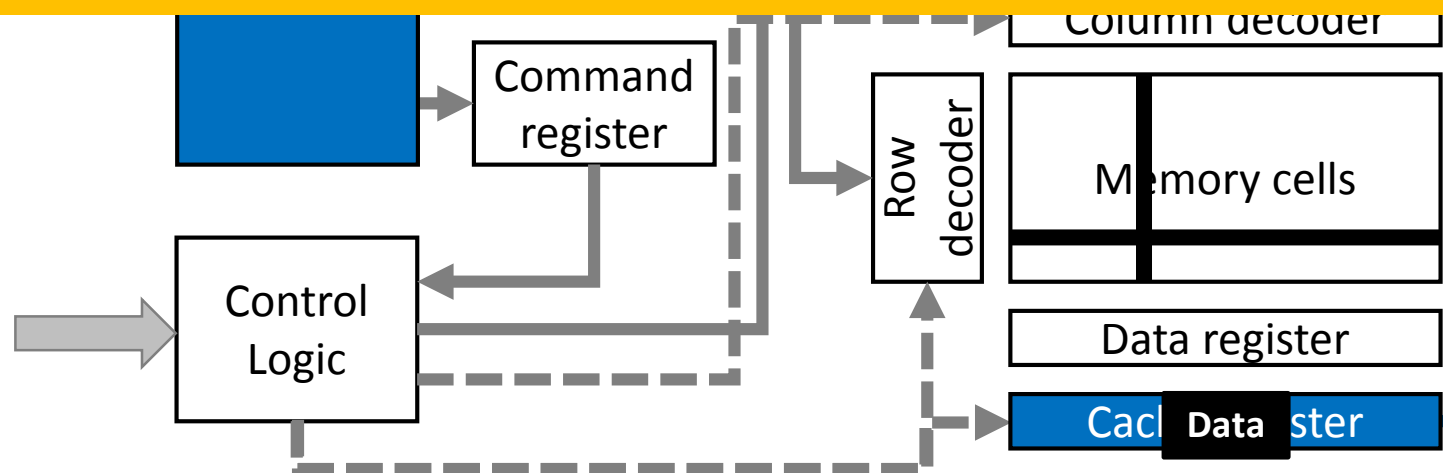 Column decoder
Command
register
Row
decoder
Memory cells
Control
Logic
Data register
Data